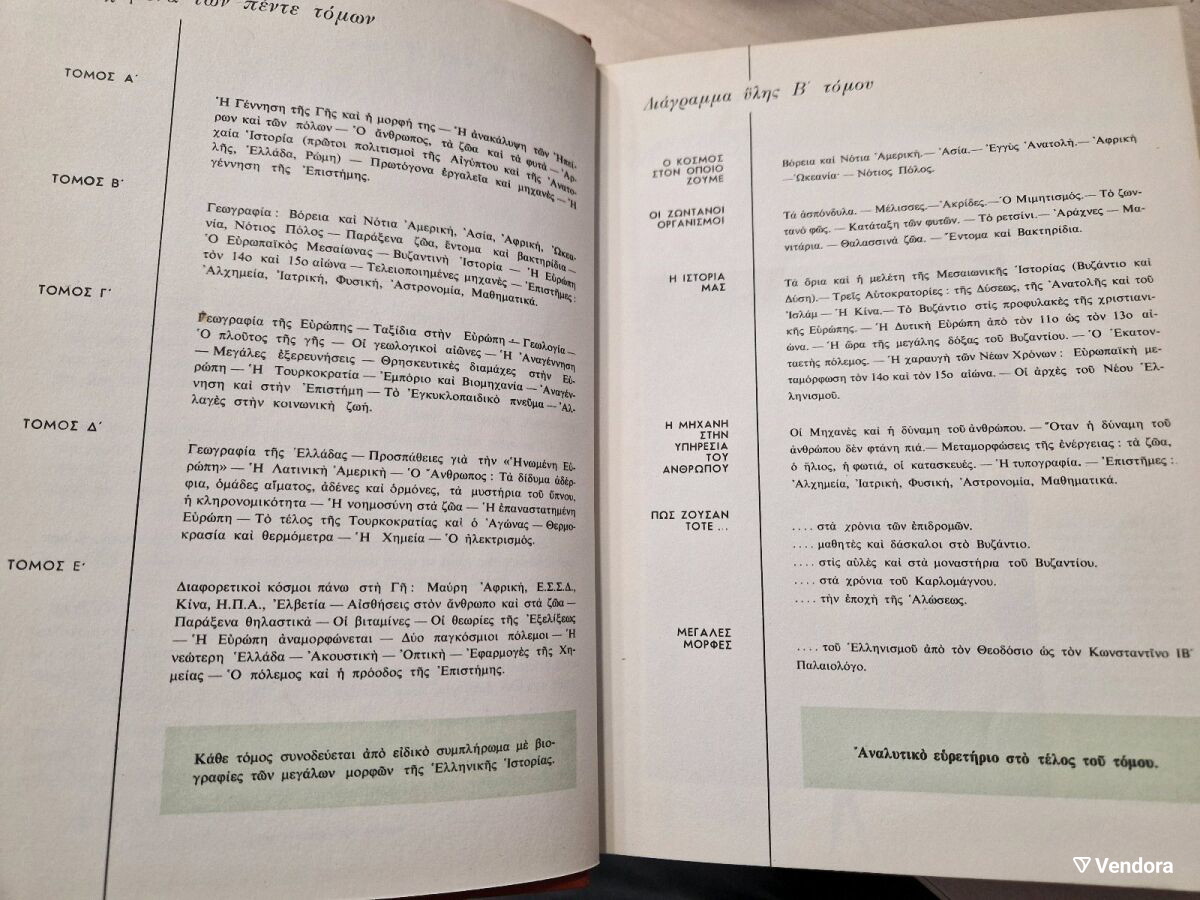 τῶν πέντε τόμων
ΤΟΜΟΣ Α΄
Ἡ Γέννηση τῆς Γῆς καὶ ἡ μορφή της — Ἡ ἀνακάλυψη τῶν Ἠπεί-
ρων καὶ τῶν πόλων — Ὁ ἄνθρωπος, τὰ ζῶα καὶ τὰ φυτά — Ἀρ-
χαία Ἱστορία (πρῶτοι πολιτισμοὶ τῆς Αἰγύπτου καὶ τῆς Ἀνατο-
λῆς, Ἑλλάδα, Ρώμη) — Πρωτόγονα ἐργαλεῖα καὶ μηχανές — Ἡ
γέννηση τῆς Ἐπιστήμης.
ΤΟΜΟΣ Β΄
Γεωγραφία : Βόρεια καὶ Νότια Ἀμερική, Ἀσία, Ἀφρική, Ὠκεα-
νία, Νότιος Πόλος — Παράξενα ζῶα, ἔντομα καὶ βακτηρίδια —
Ὁ Εὐρωπαϊκὸς Μεσαίωνας — Βυζαντινὴ Ἱστορία — Ἡ Εὐρώπη
τὸν 14ο καὶ 15ο αἰώνα — Τελειοποιημένες μηχανές — Ἐπιστῆμες :
Ἀλχημεία, Ἰατρική, Φυσική, Ἀστρονομία, Μαθηματικά.
ΤΟΜΟΣ Γ΄
Γεωγραφία τῆς Εὐρώπης — Ταξίδια στὴν Εὐρώπη — Γεωλογία —
Ὁ πλοῦτος τῆς γῆς — Οἱ γεωλογικοὶ αἰῶνες — Ἡ Ἀναγέννηση
— Μεγάλες ἐξερευνήσεις — Θρησκευτικὲς διαμάχες στὴν Εὐ-
ρώπη — Ἡ Τουρκοκρατία — Ἐμπόριο καὶ Βιομηχανία — Ἀναγέν-
νηση καὶ στὴν Ἐπιστήμη — Τὸ Ἐγκυκλοπαιδικὸ πνεῦμα — Ἀλ-
λαγὲς στὴν κοινωνικὴ ζωή.
ΤΟΜΟΣ Δ΄
Γεωγραφία τῆς Ἑλλάδας — Προσπάθειες γιὰ τὴν «Ἡνωμένη Εὐ-
ρώπη» — Ἡ Λατινικὴ Ἀμερική — Ὁ Ἄνθρωπος : Τὰ δίδυμα ἀδέρ-
φια, ὁμάδες αἵματος, ἀδένες καὶ ὁρμόνες, τὰ μυστήρια τοῦ ὕπνου,
ἡ κληρονομικότητα — Ἡ νοημοσύνη στὰ ζῶα — Ἡ ἐπαναστατημένη
Εὐρώπη — Τὸ τέλος τῆς Τουρκοκρατίας καὶ ὁ Ἀγώνας — Θερμο-
κρασία καὶ θερμόμετρα — Ἡ Χημεία — Ὁ ἠλεκτρισμός.
ΤΟΜΟΣ Ε΄
Διαφορετικοὶ κόσμοι πάνω στὴ Γῆ : Μαύρη Ἀφρική, Ε.Σ.Σ.Δ.,
Κίνα, Η.Π.Α., Ἑλβετία — Αἰσθήσεις στὸν ἄνθρωπο καὶ στὰ ζῶα —
Παράξενα θηλαστικά — Οἱ βιταμίνες — Οἱ θεωρίες τῆς Ἐξελίξεως
— Ἡ Εὐρώπη ἀναμορφώνεται — Δύο παγκόσμιοι πόλεμοι — Ἡ
νεώτερη Ἑλλάδα — Ἀκουστική — Ὀπτική — Ἐφαρμογὲς τῆς Χη-
μείας — Ὁ πόλεμος καὶ ἡ πρόοδος τῆς Ἐπιστήμης.
Κάθε τόμος συνοδεύεται ἀπὸ εἰδικὸ συμπλήρωμα μὲ βιο-
γραφίες τῶν μεγάλων μορφῶν τῆς Ἑλληνικῆς Ἱστορίας.
Διάγραμμα ὕλης Β΄ τόμου
Ο ΚΟΣΜΟΣ
ΣΤΟΝ ΟΠΟΙΟ
ΖΟΥΜΕ
Βόρεια καὶ Νότια Ἀμερική.— Ἀσία.— Ἐγγὺς Ἀνατολή.— Ἀφρική
—Ὠκεανία — Νότιος Πόλος.
ΟΙ ΖΩΝΤΑΝΟΙ
ΟΡΓΑΝΙΣΜΟΙ
Τὰ ἀσπόνδυλα. — Μέλισσες.—Ἀκρίδες.—Ὁ Μιμητισμός.— Τὸ ζων-
τανὸ φῶς. — Κατάταξη τῶν φυτῶν. — Τὸ ρετσίνι.— Ἀράχνες — Μα-
νιτάρια. — Θαλασσινὰ ζῶα. — Ἔντομα καὶ Βακτηρίδια.
Η ΙΣΤΟΡΙΑ
ΜΑΣ
Τὰ ὅρια καὶ ἡ μελέτη τῆς Μεσαιωνικῆς Ἱστορίας (Βυζάντιο καὶ
Δύση).— Τρεῖς Αὐτοκρατορίες : τῆς Δύσεως, τῆς Ἀνατολῆς καὶ τοῦ
Ἰσλάμ — Ἡ Κίνα.— Τὸ Βυζάντιο στὶς προφυλακὲς τῆς χριστιανι-
κῆς Εὐρώπης. — Ἡ Δυτικὴ Εὐρώπη ἀπὸ τὸν 11ο ὡς τὸν 13ο αἰ-
ώνα. — Ἡ ὥρα τῆς μεγάλης δόξας τοῦ Βυζαντίου. — Ὁ Ἑκατον-
ταετὴς πόλεμος. — Ἡ χαραυγὴ τῶν Νέων Χρόνων : Εὐρωπαϊκὴ με-
ταμόρφωση τὸν 14ο καὶ τὸν 15ο αἰώνα. — Οἱ ἀρχὲς τοῦ Νέου Ἑλ-
ληνισμοῦ.
Η ΜΗΧΑΝΗ
ΣΤΗΝ
ΥΠΗΡΕΣΙΑ
ΤΟΥ
ΑΝΘΡΩΠΟΥ
Οἱ Μηχανὲς καὶ ἡ δύναμη τοῦ ἀνθρώπου. — Ὅταν ἡ δύναμη τοῦ
ἀνθρώπου δὲν φτάνη πιά.— Μεταμορφώσεις τῆς ἐνέργειας : τὰ ζῶα,
ὁ ἥλιος, ἡ φωτιά, οἱ κατασκευές. — Ἡ τυπογραφία. — Ἐπιστῆμες :
Ἀλχημεία, Ἰατρική, Φυσική, Ἀστρονομία, Μαθηματικά.
ΠΩΣ ΖΟΥΣΑΝ
ΤΟΤΕ ...
.... στὰ χρόνια τῶν ἐπιδρομῶν.
.... μαθητὲς καὶ δάσκαλοι στὸ Βυζάντιο.
.... στὶς αὐλὲς καὶ στὰ μοναστήρια τοῦ Βυζαντίου.
.... στὰ χρόνια τοῦ Καρλομάγνου.
.... τὴν ἐποχὴ τῆς Ἁλώσεως.
ΜΕΓΑΛΕΣ
ΜΟΡΦΕΣ
.... τοῦ Ἑλληνισμοῦ ἀπὸ τὸν Θεοδόσιο ὡς τὸν Κωνσταντῖνο ΙΒ΄
Παλαιολόγο.
Ἀναλυτικὸ εὑρετήριο στὸ τέλος τοῦ τόμου.
Vendora